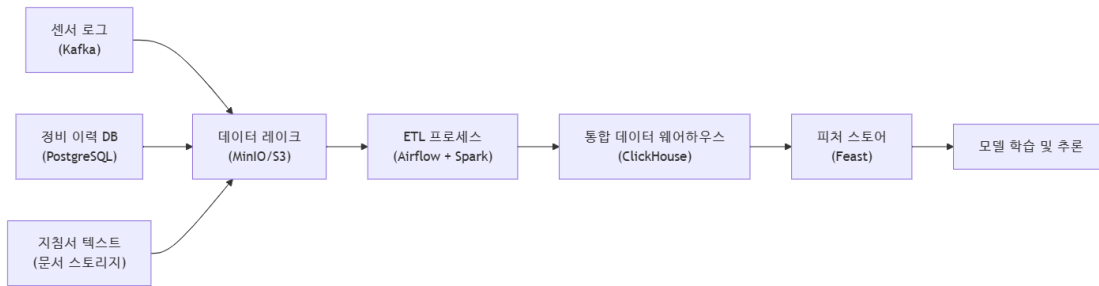 센서 로그
(Kafka)
정비 이력 DB
(PostgreSQL)
지침서 텍스트
(문서 스토리지)
데이터 레이크
(MinIO/S3)
ETL 프로세스
(Airflow + Spark)
통합 데이터 웨어하우스
(ClickHouse)
피처 스토어
(Feast)
모델 학습 및 추론